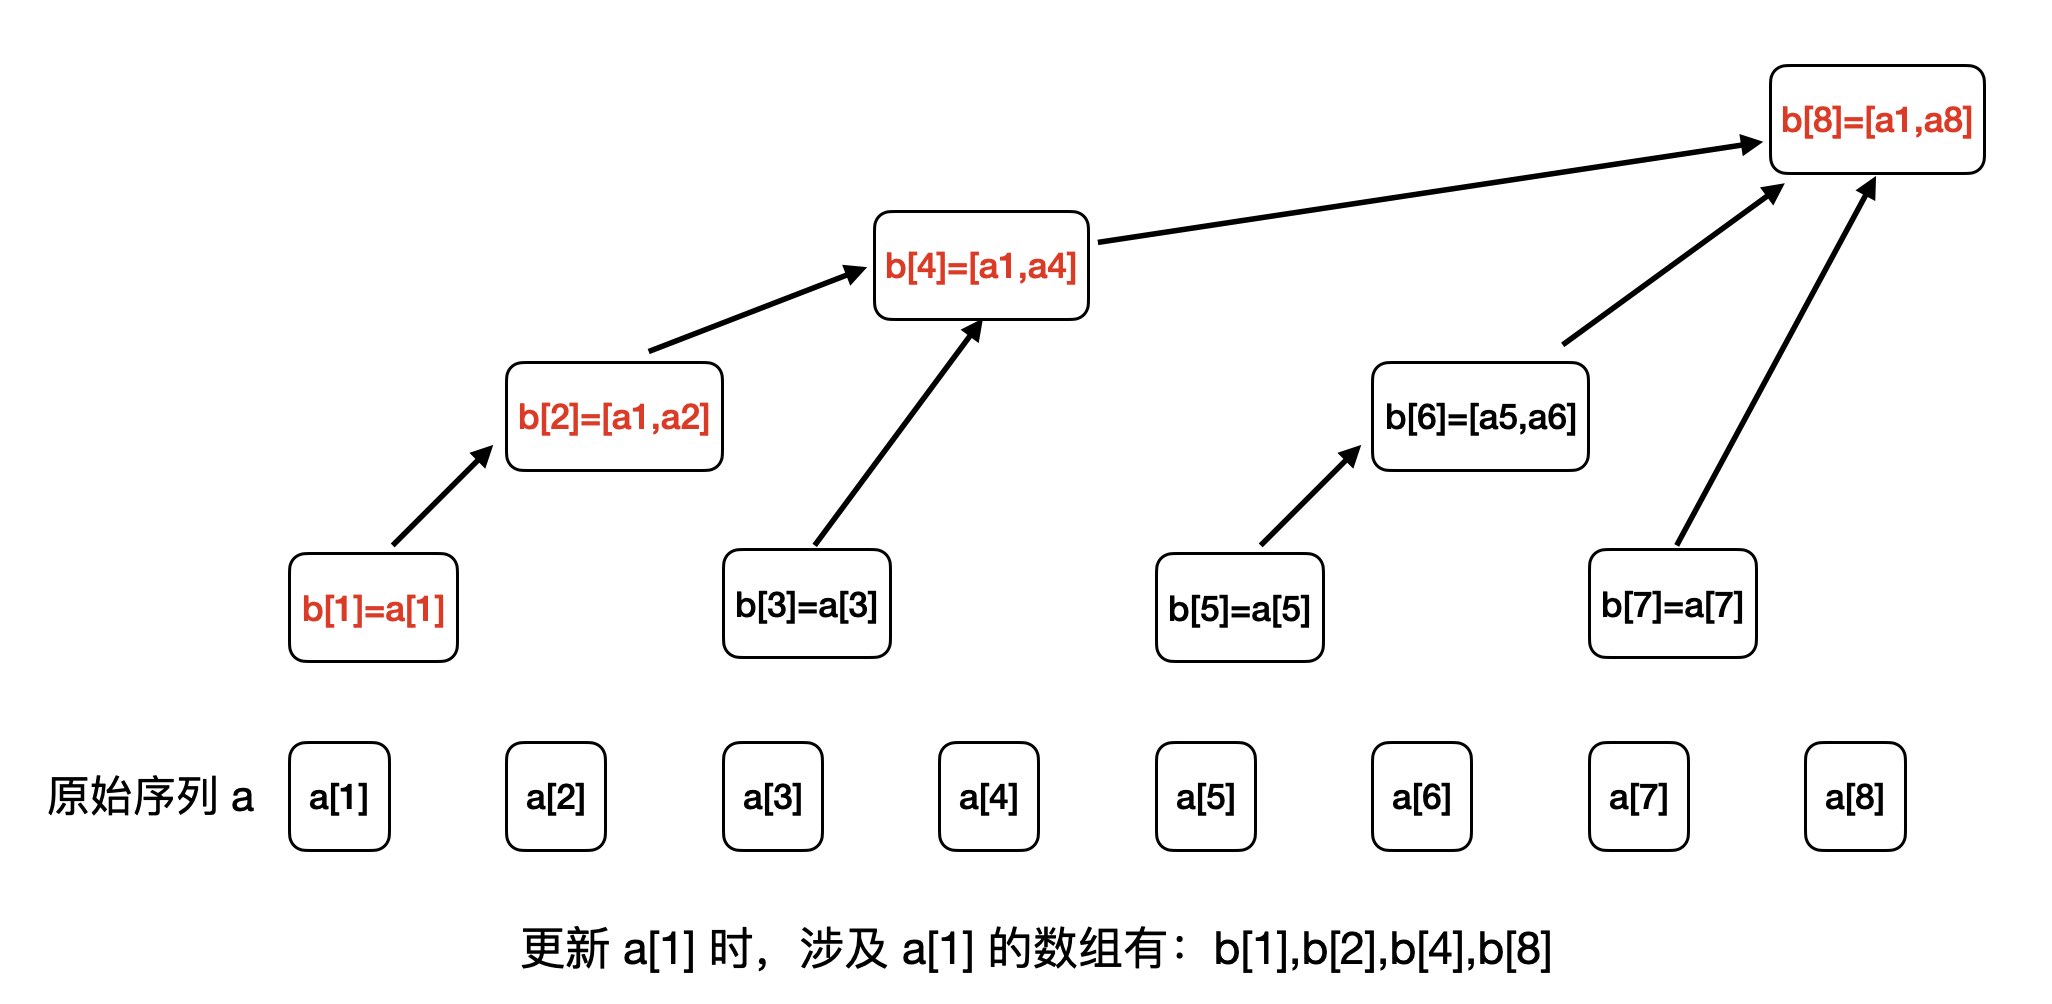 b[8]=[a1,a8]
b[4]=[a1,a4]
b[2]=[a1,a2]
b[6]=[a5,a6]
b[1]=a[1]
b[3]=a[3]
b[5]=a[5]
b[7]=a[7]
原始序列 a
a[1]
a[2]
a[3]
a[4]
a[5]
a[6]
a[7]
a[8]
更新 a[1] 时，涉及 a[1] 的数组有：b[1],b[2],b[4],b[8]